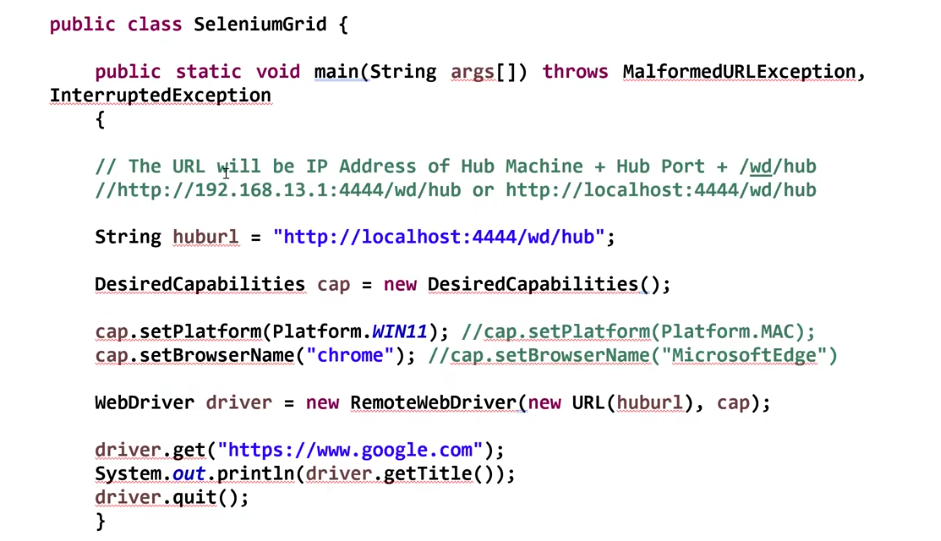 public class SeleniumGrid {
public static void main(String args[]) throws MalformedURLException,
InterruptedException
{
// The URL will be IP Address of Hub Machine + Hub Port + /wd/hub
//http://192.168.13.1:4444/wd/hub or http://localhost:4444/wd/hub
String huburl = "http://localhost:4444/wd/hub";
DesiredCapabilities cap = new DesiredCapabilities();
cap.setPlatform(Platform.WIN11); //cap.setPlatform(Platform.MAC);
cap.setBrowserName("chrome"); //cap.setBrowserName("MicrosoftEdge")
WebDriver driver = new RemoteWebDriver(new URL(huburl), cap);
driver.get("https://www.google.com");
System.out.println(driver.getTitle());
driver.quit();
}